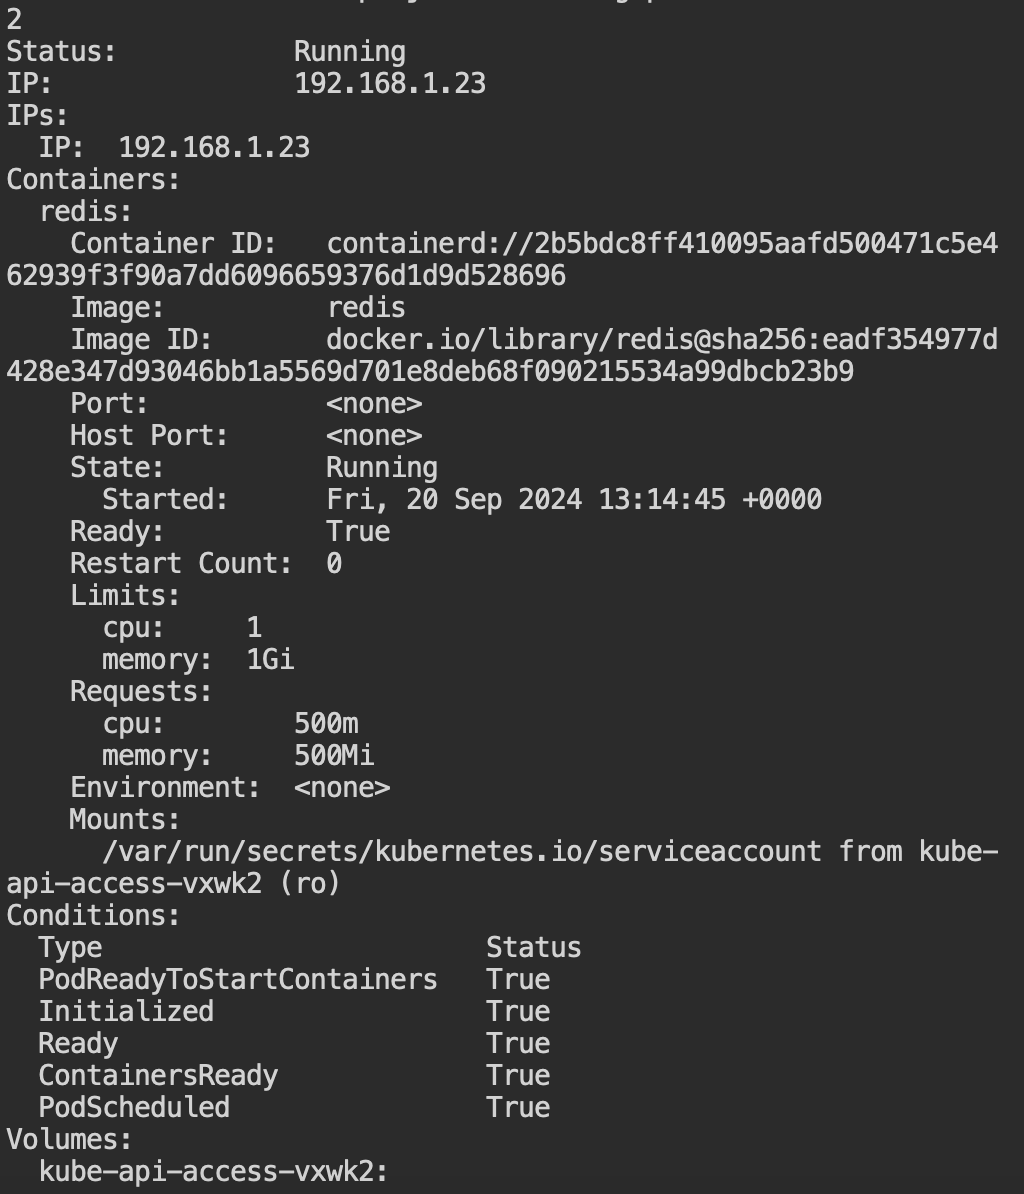 2
Status:           Running
IP:               192.168.1.23
IPs:
  IP:  192.168.1.23
Containers:
  redis:
    Container ID:   containerd://2b5bdc8ff410095aafd500471c5e4
62939f3f90a7dd6096659376d1d9d528696
    Image:          redis
    Image ID:       docker.io/library/redis@sha256:eadf354977d
428e347d93046bb1a5569d701e8deb68f090215534a99dbcb23b9
    Port:           <none>
    Host Port:      <none>
    State:          Running
      Started:      Fri, 20 Sep 2024 13:14:45 +0000
    Ready:          True
    Restart Count:  0
    Limits:
      cpu:     1
      memory:  1Gi
    Requests:
      cpu:        500m
      memory:     500Mi
    Environment:  <none>
    Mounts:
      /var/run/secrets/kubernetes.io/serviceaccount from kube-
api-access-vxwk2 (ro)
Conditions:
  Type                        Status
  PodReadyToStartContainers   True
  Initialized                 True
  Ready                       True
  ContainersReady             True
  PodScheduled                True
Volumes:
  kube-api-access-vxwk2: